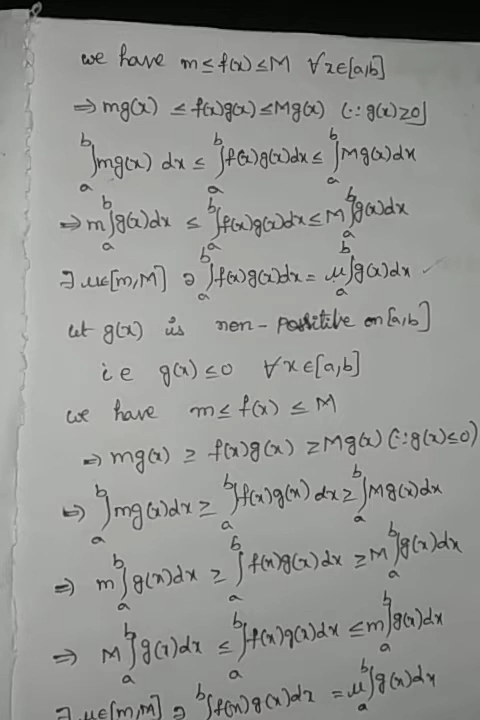 we have m ≤ f(x) ≤ M ∀x∈[a,b]
⇒ mg(x) ≤ f(x)g(x) ≤ Mg(x) (∵ g(x) ≥ 0]
∫_a^b mg(x) dx ≤ ∫_a^b f(x)g(x)dx ≤ ∫_a^b Mg(x)dx
⇒ m∫_a^b g(x)dx ≤ ∫_a^b f(x)g(x)dx ≤ M∫_a^b g(x)dx
∃ μ∈[m,M] ∋ ∫_a^b f(x)g(x)dx = μ∫_a^b g(x)dx ✓
let g(x) is non-positive on [a,b]
i e g(x) ≤ 0 ∀x∈[a,b]
we have m ≤ f(x) ≤ M
⇒ mg(x) ≥ f(x)g(x) ≥ Mg(x) (∵ g(x) ≤ 0)
⇒ ∫_a^b mg(x)dx ≥ ∫_a^b f(x)g(x) dx ≥ ∫_a^b Mg(x)dx
⇒ m∫_a^b g(x)dx ≥ ∫_a^b f(x)g(x)dx ≥ M∫_a^b g(x)dx
⇒ M∫_a^b g(x)dx ≤ ∫_a^b f(x)g(x)dx ≤ m∫_a^b g(x)dx
∃ μ∈[m,M] ∋ ∫^b f(x)g(x)dx = μ∫_a^b g(x)dx